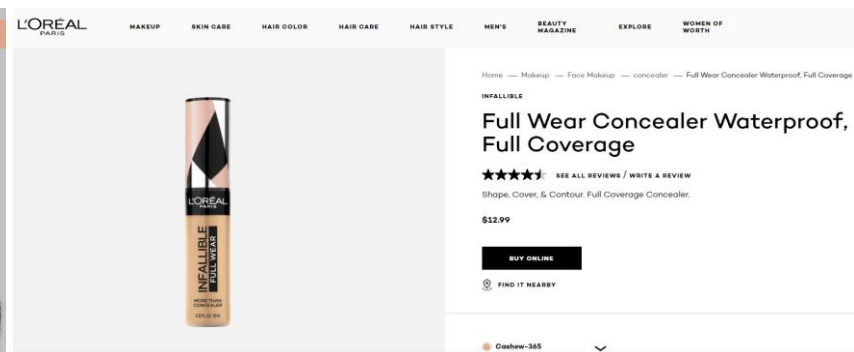 L'ORÉAL
PARIS
MAKEUP
SKIN CARE
HAIR COLOR
HAIR CARE
HAIR STYLE
MEN'S
BEAUTY
MAGAZINE
EXPLORE
WOMEN OF
WORTH
Home — Makeup — Face Makeup — concealer — Full Wear Concealer Waterproof, Full Coverage
INFALLIBLE
Full Wear Concealer Waterproof,
Full Coverage
SEE ALL REVIEWS / WRITE A REVIEW
Shape, Cover, & Contour. Full Coverage Concealer.
$12.99
BUY ONLINE
FIND IT NEARBY
Cashew-365
L'ORÉAL
PARIS
INFALLIBLE
FULL WEAR
MORE THAN
CONCEALER